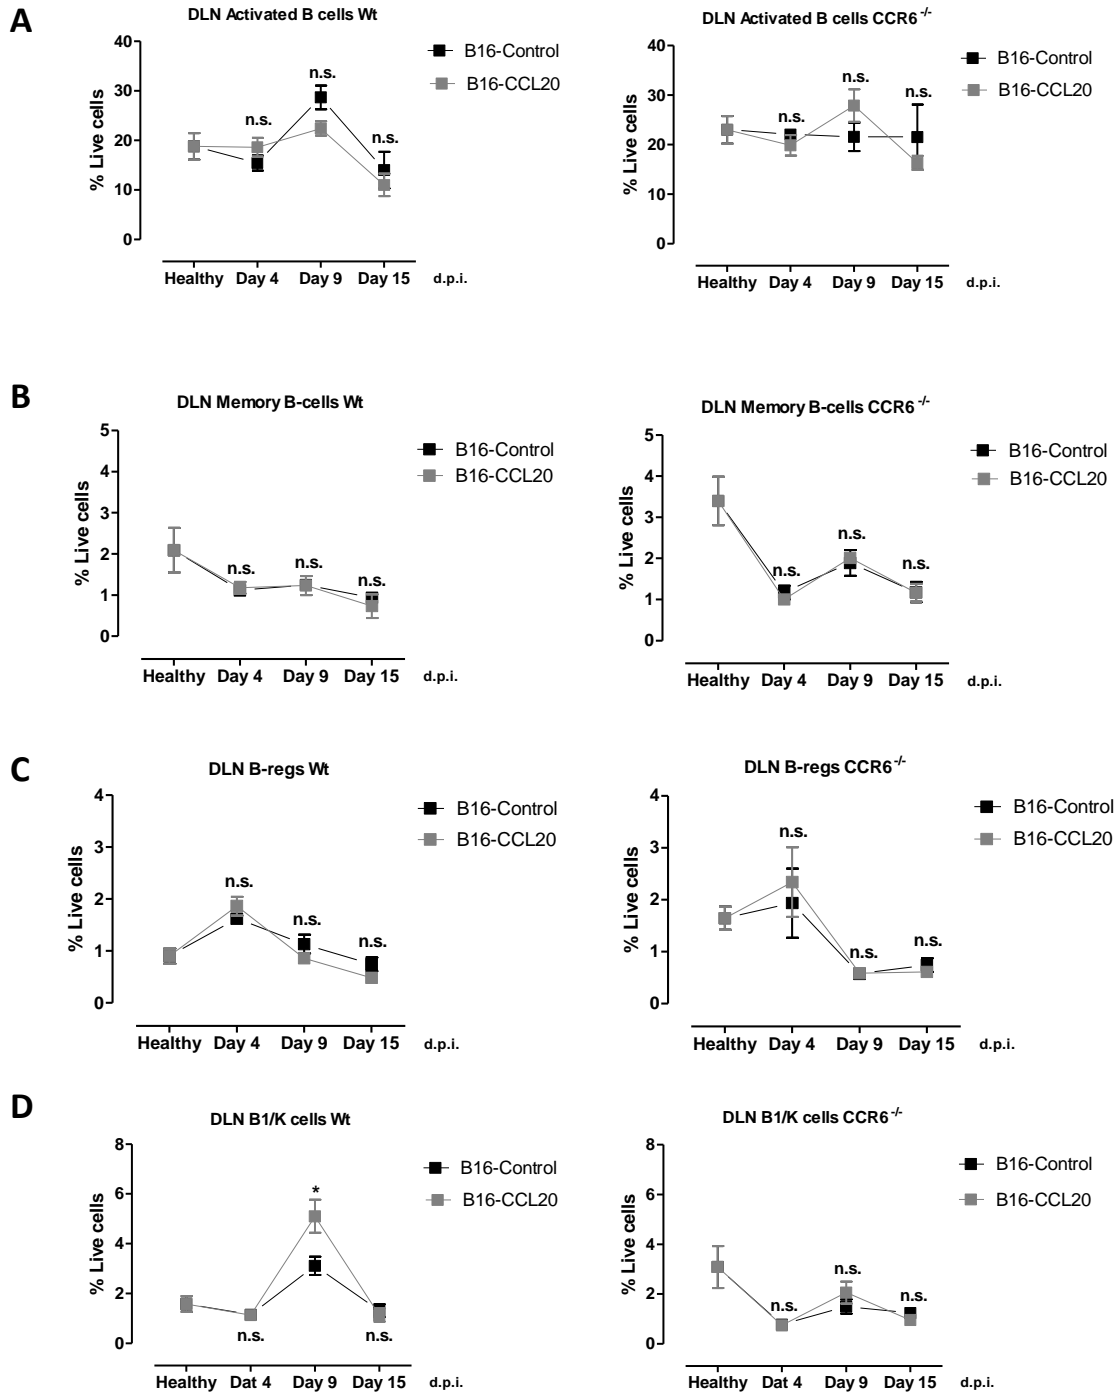 A
DLN Activated B cells Wt
40
30
20
10
0
% Live cells
n.s.
n.s.
n.s.
B16-Control
B16-CCL20
Healthy Day 4 Day 9 Day 15 d.p.i.
DLN Activated B cells CCR6-/-
40
30
20
10
0
% Live cells
n.s.
n.s.
n.s.
B16-Control
B16-CCL20
Healthy Day 4 Day 9 Day 15 d.p.i.
B
DLN Memory B-cells Wt
5
4
3
2
1
0
% Live cells
n.s.
n.s.
n.s.
B16-Control
B16-CCL20
Healthy Day 4 Day 9 Day 15 d.p.i.
DLN Memory B-cells CCR6-/-
5
4
3
2
1
0
% Live cells
n.s.
n.s.
n.s.
B16-Control
B16-CCL20
Healthy Day 4 Day 9 Day 15 d.p.i.
C
DLN B-regs Wt
4
3
2
1
0
% Live cells
n.s.
n.s.
n.s.
B16-Control
B16-CCL20
Healthy Day 4 Day 9 Day 15 d.p.i.
DLN B-regs CCR6-/-
4
3
2
1
0
% Live cells
n.s.
n.s.
n.s.
B16-Control
B16-CCL20
Healthy Day 4 Day 9 Day 15 d.p.i.
D
DLN B1/K cells Wt
8
6
4
2
0
% Live cells
n.s.
*
n.s.
B16-Control
B16-CCL20
Healthy Dat 4 Day 9 Day 15 d.p.i.
DLN B1/K cells CCR6-/-
8
6
4
2
0
% Live cells
n.s.
n.s.
n.s.
B16-Control
B16-CCL20
Healthy Dat 4 Day 9 Day 15 d.p.i.